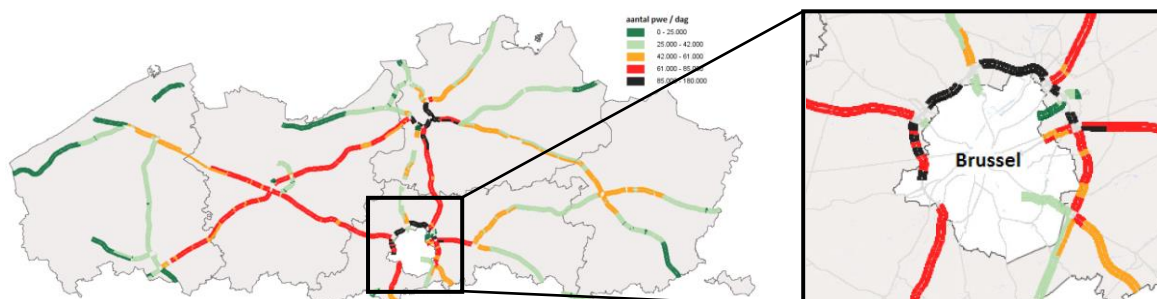 aantal pwe / dag
0 - 25.000
25.000 - 42.000
42.000 - 61.000
61.000 - 85.000
85.000 - 180.000
Brussel